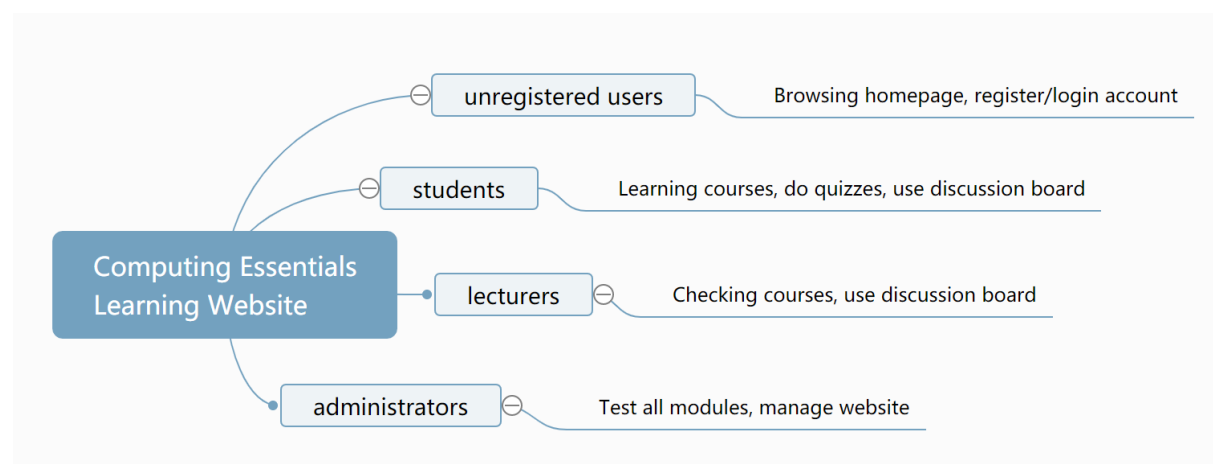 unregistered users
Browsing homepage, register/login account
students
Learning courses, do quizzes, use discussion board
Computing Essentials
Learning Website
lecturers
Checking courses, use discussion board
administrators
Test all modules, manage website